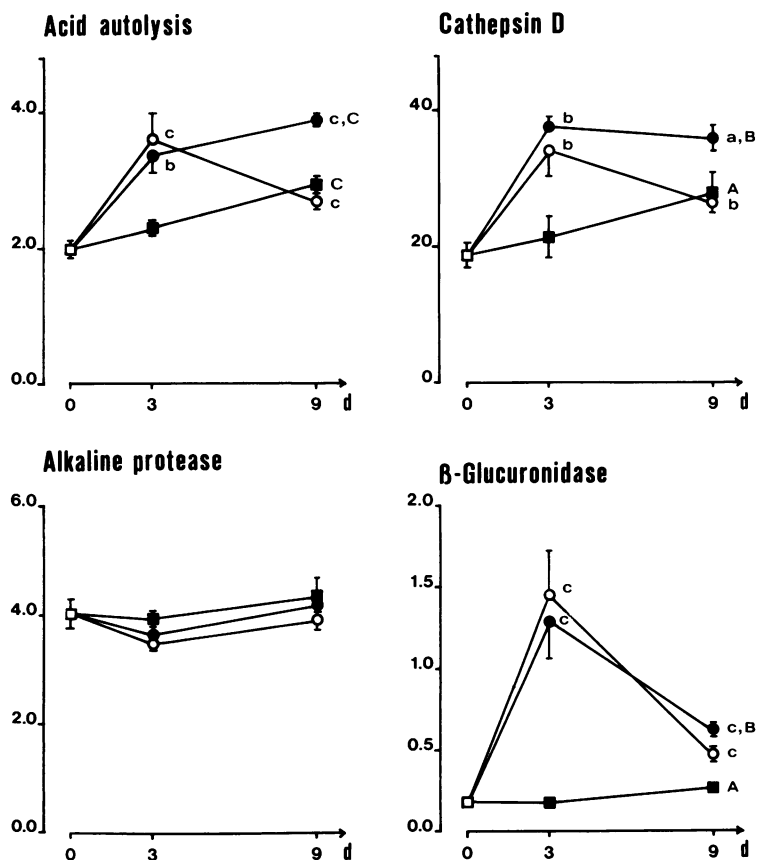 Acid autolysis
4.0
2.0
0.0
0 3 9 d
c
b
c,C
C
c
Cathepsin D
40
20
0
0 3 9 d
b
b
a,B
A
b
Alkaline protease
6.0
4.0
2.0
0.0
0 3 9 d
ß-Glucuronidase
2.0
1.5
1.0
0.5
0.0
0 3 9 d
c
c
c,B
c
A